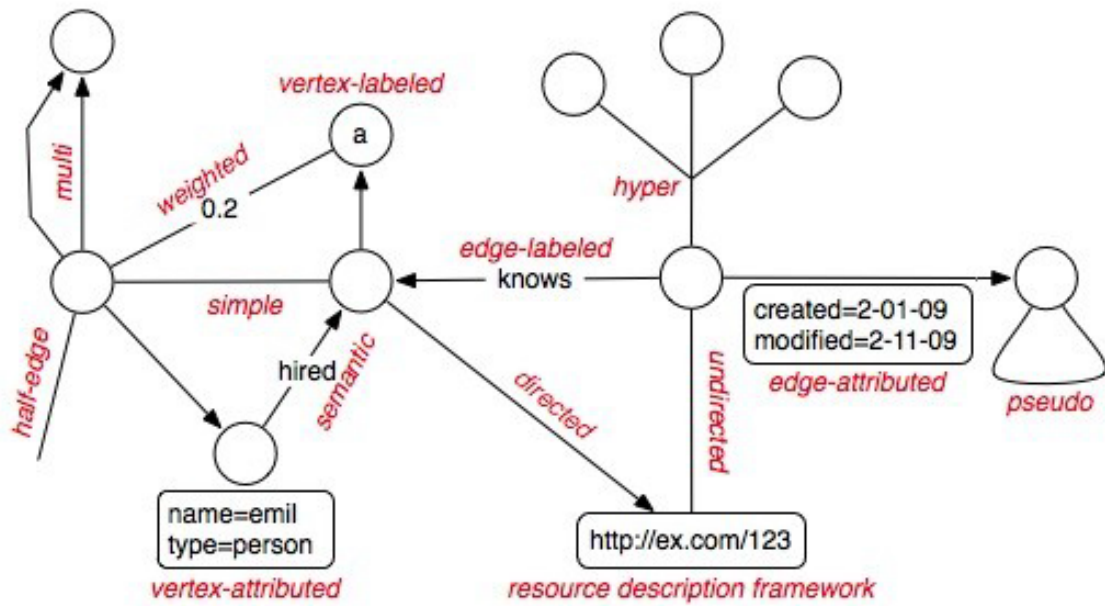 vertex-labeled
a
multi
weighted
0.2
hyper
edge-labeled
knows
simple
half-edge
hired
semantic
directed
undirected
created=2-01-09
modified=2-11-09
edge-attributed
pseudo
name=emil
type=person
vertex-attributed
http://ex.com/123
resource description framework